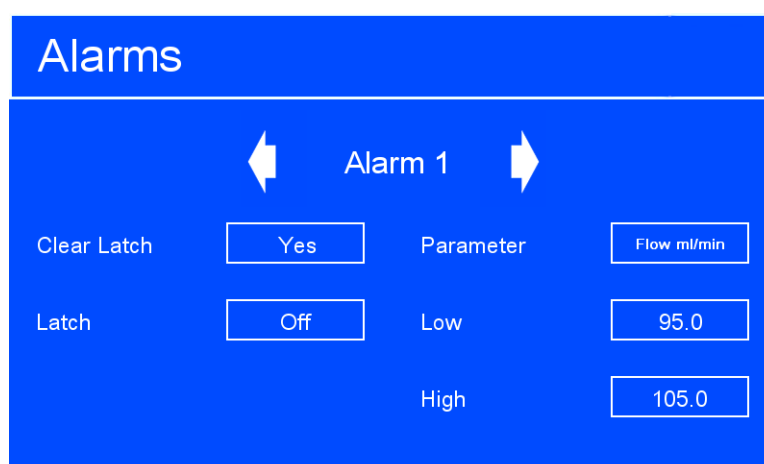 Alarms
Alarm 1
Clear Latch Yes Parameter Flow ml/min
Latch Off Low 95.0
High 105.0